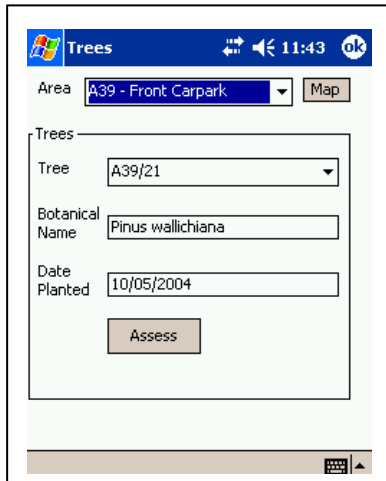 Trees 11:43 ok
Area A39 - Front Carpark Map
Trees
Tree A39/21
Botanical
Name Pinus wallichiana
Date
Planted 10/05/2004
Assess